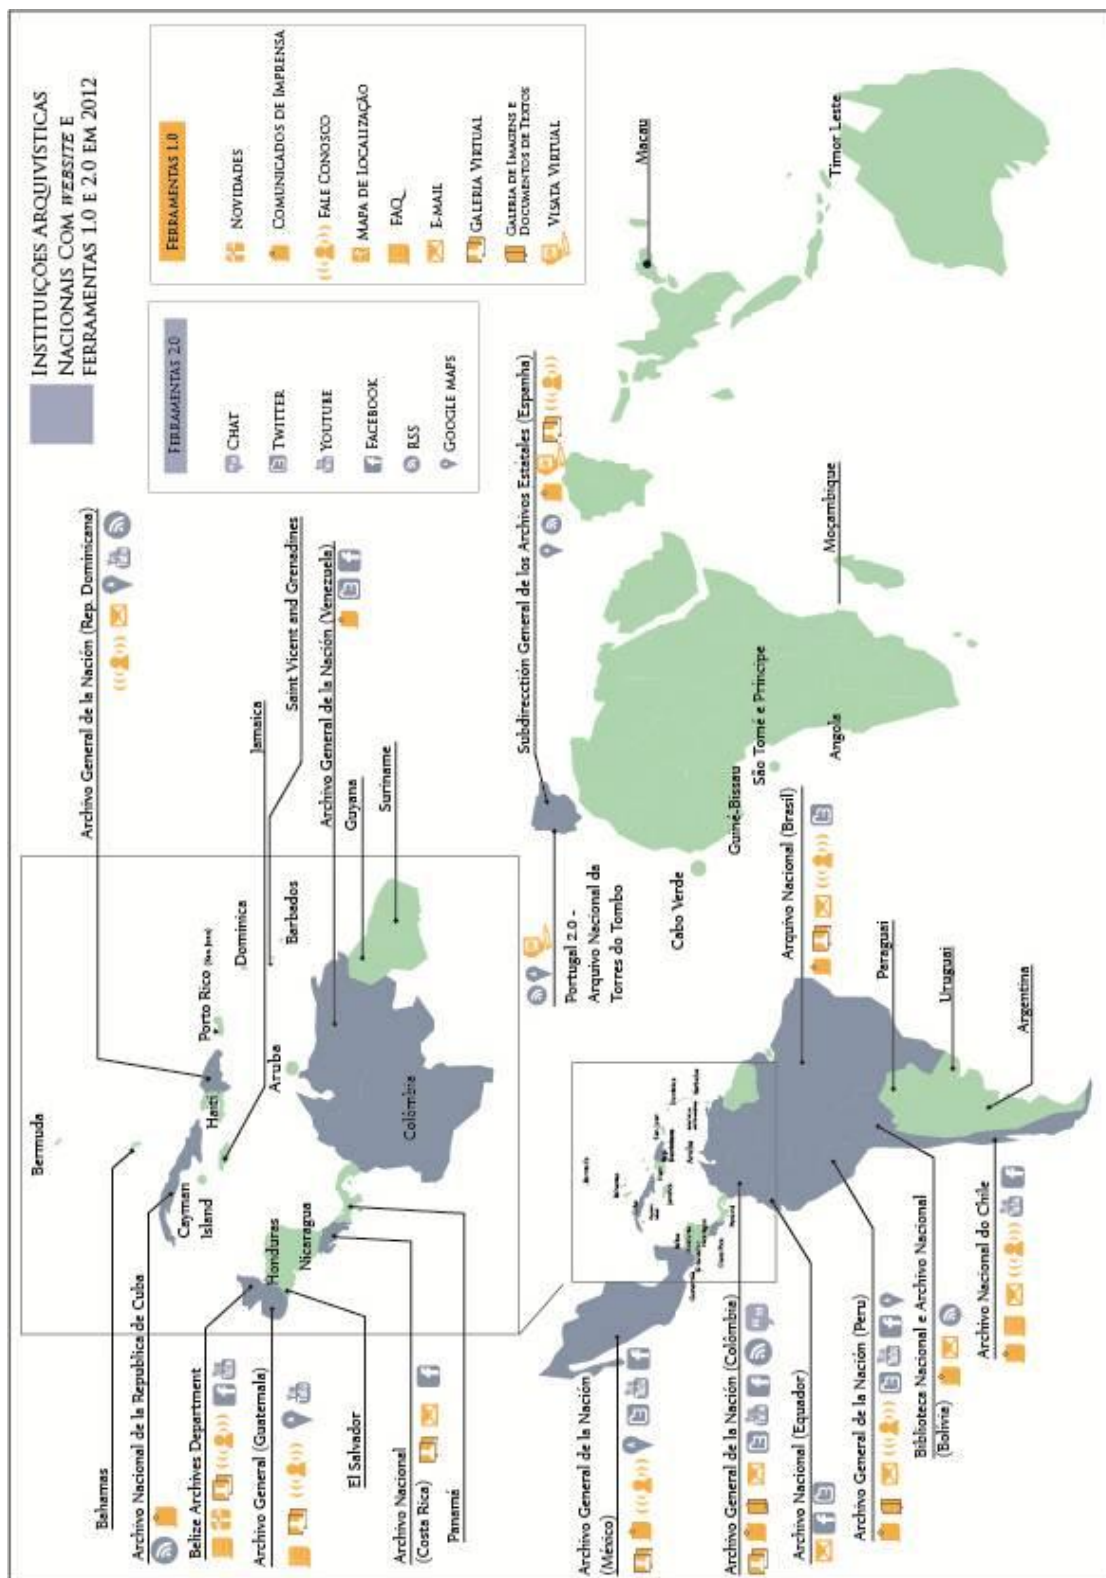 INSTITUIÇÕES ARQUIVÍSTICAS
NACIONAIS COM WEBSITE E
FERRAMENTAS 1.0 E 2.0 EM 2012
FERRAMENTAS 2.0
CHAT
TWITTER
YOUTUBE
FACEBOOK
RSS
GOOGLE MAPS
FERRAMENTAS 1.0
NOVIDADES
COMUNICADOS DE IMPRENSA
FALE CONOSCO
MAPA DE LOCALIZAÇÃO
FAQ
E-MAIL
GALERIA VIRTUAL
GALERIA DE IMAGENS E
DOCUMENTOS DE TEXTOS
VISATA VIRTUAL
Bermuda
Bahamas
Archivo Nacional de la Republica de Cuba
Belize Archives Department
Archivo General (Guatemala)
El Salvador
Archivo Nacional
(Costa Rica)
Panamá
Cayman
Island
Honduras
Nicaragua
Haiti
Porto Rico
Dominica
Aruba
Barbados
Colômbia
Archivo General de la Nación (Rep. Dominicana)
Jamaica
Saint Vicent and Grenadines
Archivo General de la Nación (Venezuela)
Guyana
Suriname
Archivo General de la Nación
(México)
Archivo General de la Nación (Colômbia)
Archivo Nacional (Equador)
Archivo General de la Nación (Peru)
Biblioteca Nacional e Archivo Nacional
(Bolivia)
Archivo Nacional do Chile
Arquivo Nacional (Brasil)
Paraguai
Uruguai
Argentina
Portugal 2.0 -
Arquivo Nacional da
Torres do Tombo
Subdirecction General de los Archivos Estatales (Espanha)
Cabo Verde
Guiné-Bissau
São Tomé e Príncipe
Angola
Moçambique
Macau
Timor Leste